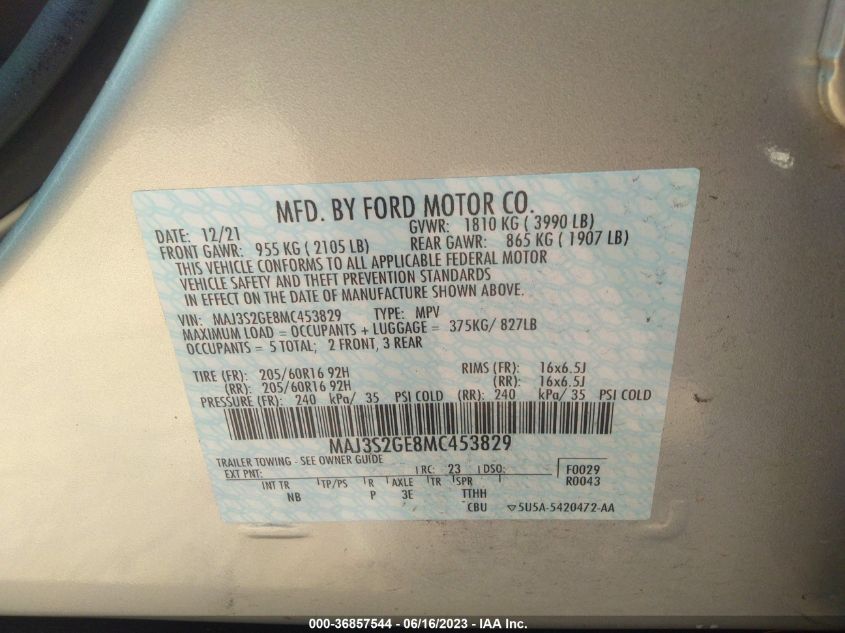 MFD. BY FORD MOTOR CO.
DATE: 12/21 GVWR: 1810 KG ( 3990 LB)
FRONT GAWR: 955 KG ( 2105 LB) REAR GAWR: 865 KG ( 1907 LB)
THIS VEHICLE CONFORMS TO ALL APPLICABLE FEDERAL MOTOR
VEHICLE SAFETY AND THEFT PREVENTION STANDARDS
IN EFFECT ON THE DATE OF MANUFACTURE SHOWN ABOVE.
VIN: MAJ3S2GE8MC453829 TYPE: MPV
MAXIMUM LOAD = OCCUPANTS + LUGGAGE = 375KG/ 827LB
OCCUPANTS = 5 TOTAL; 2 FRONT, 3 REAR
TIRE (FR): 205/60R16 92H RIMS (FR): 16x6.5J
(RR): 205/60R16 92H (RR): 16x6.5J
PRESSURE (FR): 240 kPa/ 35 PSI COLD (RR): 240 kPa/ 35 PSI COLD
MAJ3S2GE8MC453829
TRAILER TOWING - SEE OWNER GUIDE
EXT PNT: RC: 23 DSO: F0029
R0043
INT TR TP/PS R AXLE TR SPR
NB P 3E TTHH
CBU ▽5U5A-5420472-AA
000-36857544 - 06/16/2023 - IAA Inc.